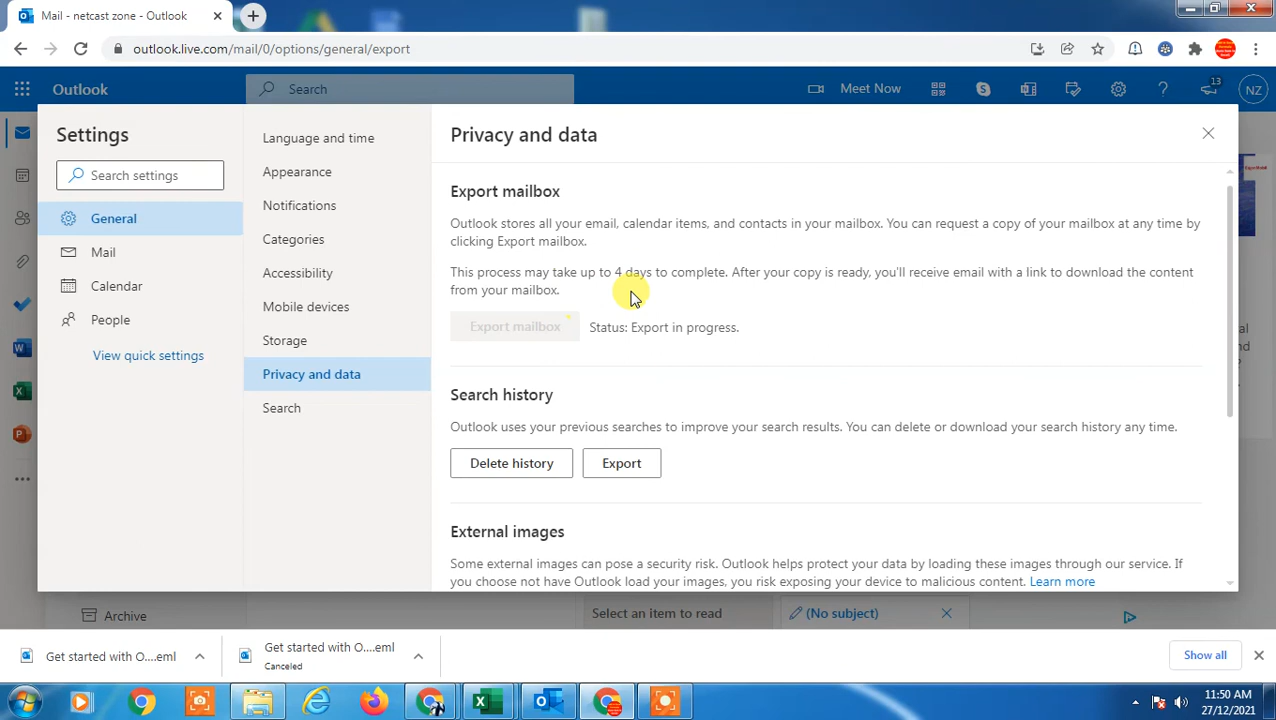 Mail - netcast zone - Outlook
outlook.live.com/mail/0/options/general/export
Outlook
Search
Meet Now
13
NZ
Settings
Search settings
General
Mail
Calendar
People
View quick settings
Language and time
Appearance
Notifications
Categories
Accessibility
Mobile devices
Storage
Privacy and data
Search
Privacy and data
Export mailbox
Outlook stores all your email, calendar items, and contacts in your mailbox. You can request a copy of your mailbox at any time by
clicking Export mailbox.
This process may take up to 4 days to complete. After your copy is ready, you'll receive email with a link to download the content
from your mailbox.
Export mailbox
Status: Export in progress.
Search history
Outlook uses your previous searches to improve your search results. You can delete or download your search history any time.
Delete history
Export
External images
Some external images can pose a security risk. Outlook helps protect your data by loading these images through our service. If
you choose not have Outlook load your images, you risk exposing your device to malicious content. Learn more
Archive
Select an item to read
(No subject)
Get started with O....eml
Get started with O....eml
Canceled
Show all
11:50 AM
27/12/2021